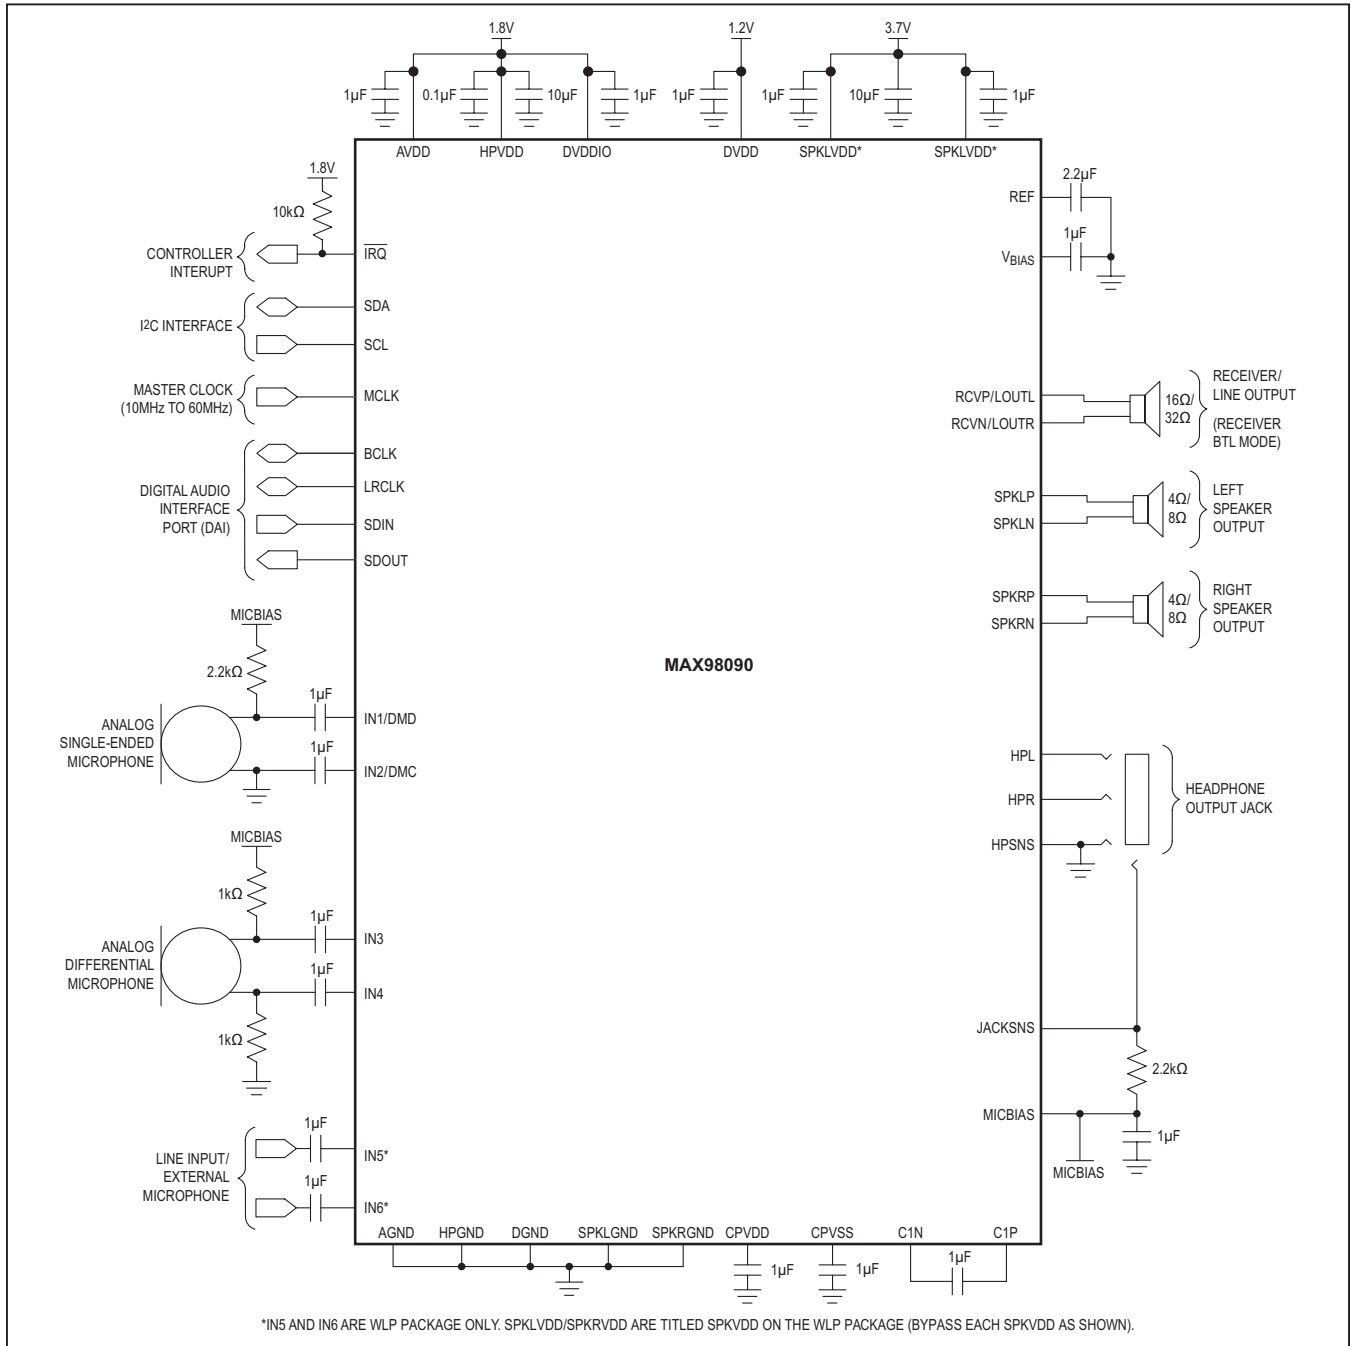 1.8V
1.2V
3.7V
1µF
0.1µF
10µF
1µF
1µF
1µF
10µF
1µF
AVDD
HPVDD
DVDDIO
DVDD
SPKLVDD*
SPKLVDD*
1.8V
10kΩ
CONTROLLER
INTERUPT
IRQ
I2C INTERFACE
SDA
SCL
MASTER CLOCK
(10MHz TO 60MHz)
MCLK
DIGITAL AUDIO
INTERFACE
PORT (DAI)
BCLK
LRCLK
SDIN
SDOUT
MICBIAS
2.2kΩ
1µF
ANALOG
SINGLE-ENDED
MICROPHONE
IN1/DMD
1µF
IN2/DMC
MICBIAS
1kΩ
1µF
ANALOG
DIFFERENTIAL
MICROPHONE
IN3
1µF
IN4
1kΩ
LINE INPUT/
EXTERNAL
MICROPHONE
1µF
IN5*
1µF
IN6*
MAX98090
REF
2.2µF
VBIAS
1µF
RCVP/LOUTL
RCVN/LOUTR
16Ω/
32Ω
RECEIVER/
LINE OUTPUT
(RECEIVER
BTL MODE)
SPKLP
SPKLN
4Ω/
8Ω
LEFT
SPEAKER
OUTPUT
SPKRP
SPKRN
4Ω/
8Ω
RIGHT
SPEAKER
OUTPUT
HPL
HPR
HPSNS
HEADPHONE
OUTPUT JACK
JACKSNS
2.2kΩ
MICBIAS
1µF
MICBIAS
AGND
HPGND
DGND
SPKLGND
SPKRGND
CPVDD
CPVSS
C1N
C1P
1µF
1µF
1µF
*IN5 AND IN6 ARE WLP PACKAGE ONLY. SPKLVDD/SPKRVDD ARE TITLED SPKVDD ON THE WLP PACKAGE (BYPASS EACH SPKVDD AS SHOWN).